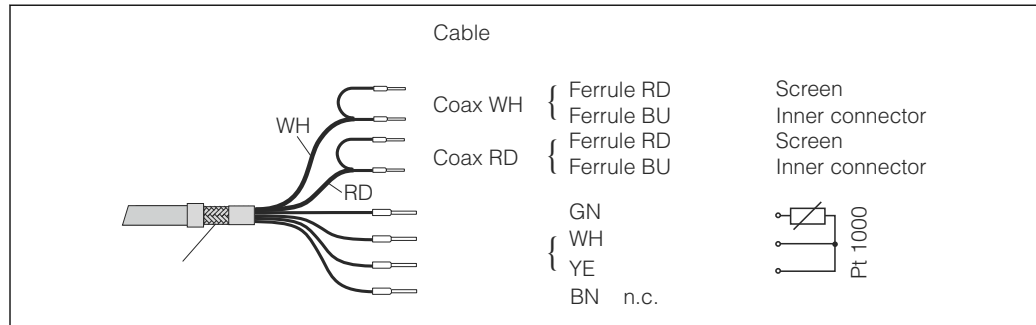 Cable
Coax WH { Ferrule RD Screen
Ferrule BU Inner connector
Coax RD { Ferrule RD Screen
Ferrule BU Inner connector
WH
RD
GN
{ WH
YE
BN n.c.
Pt 1000